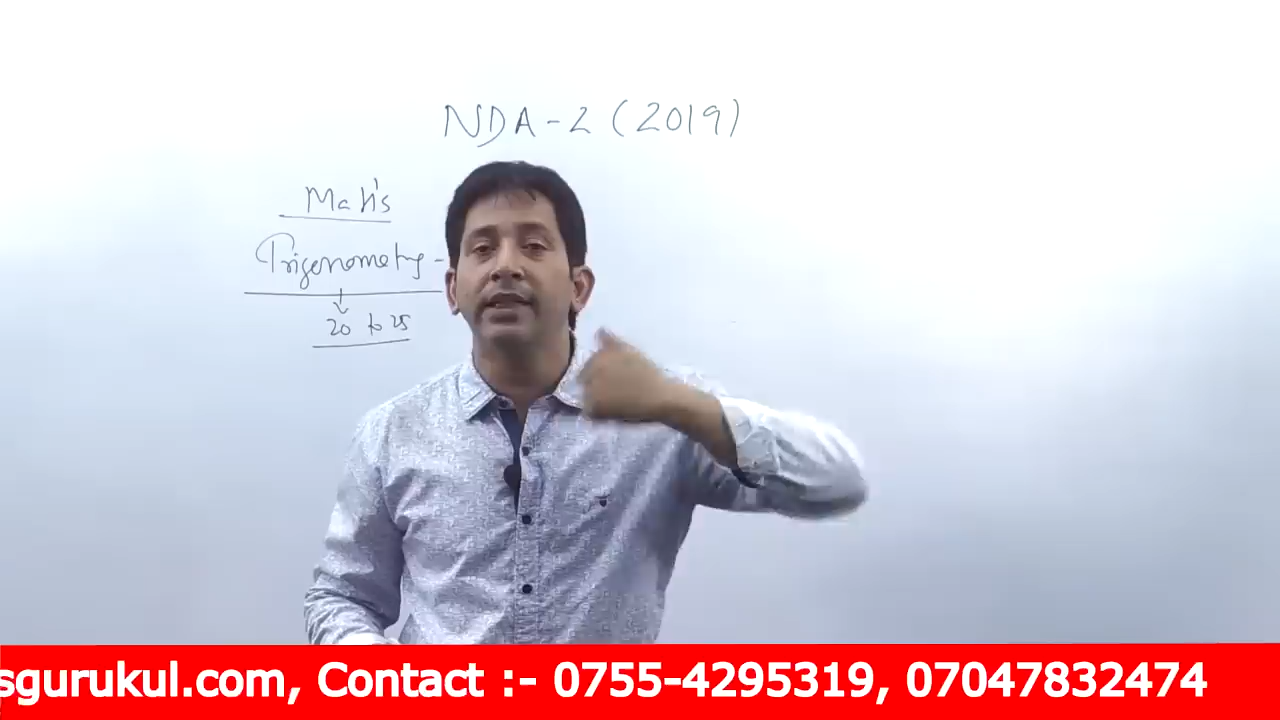 NDA-2 (2019)
Maths
Trigonometry -
20 to 25
sgurukul.com, Contact :- 0755-4295319, 07047832474